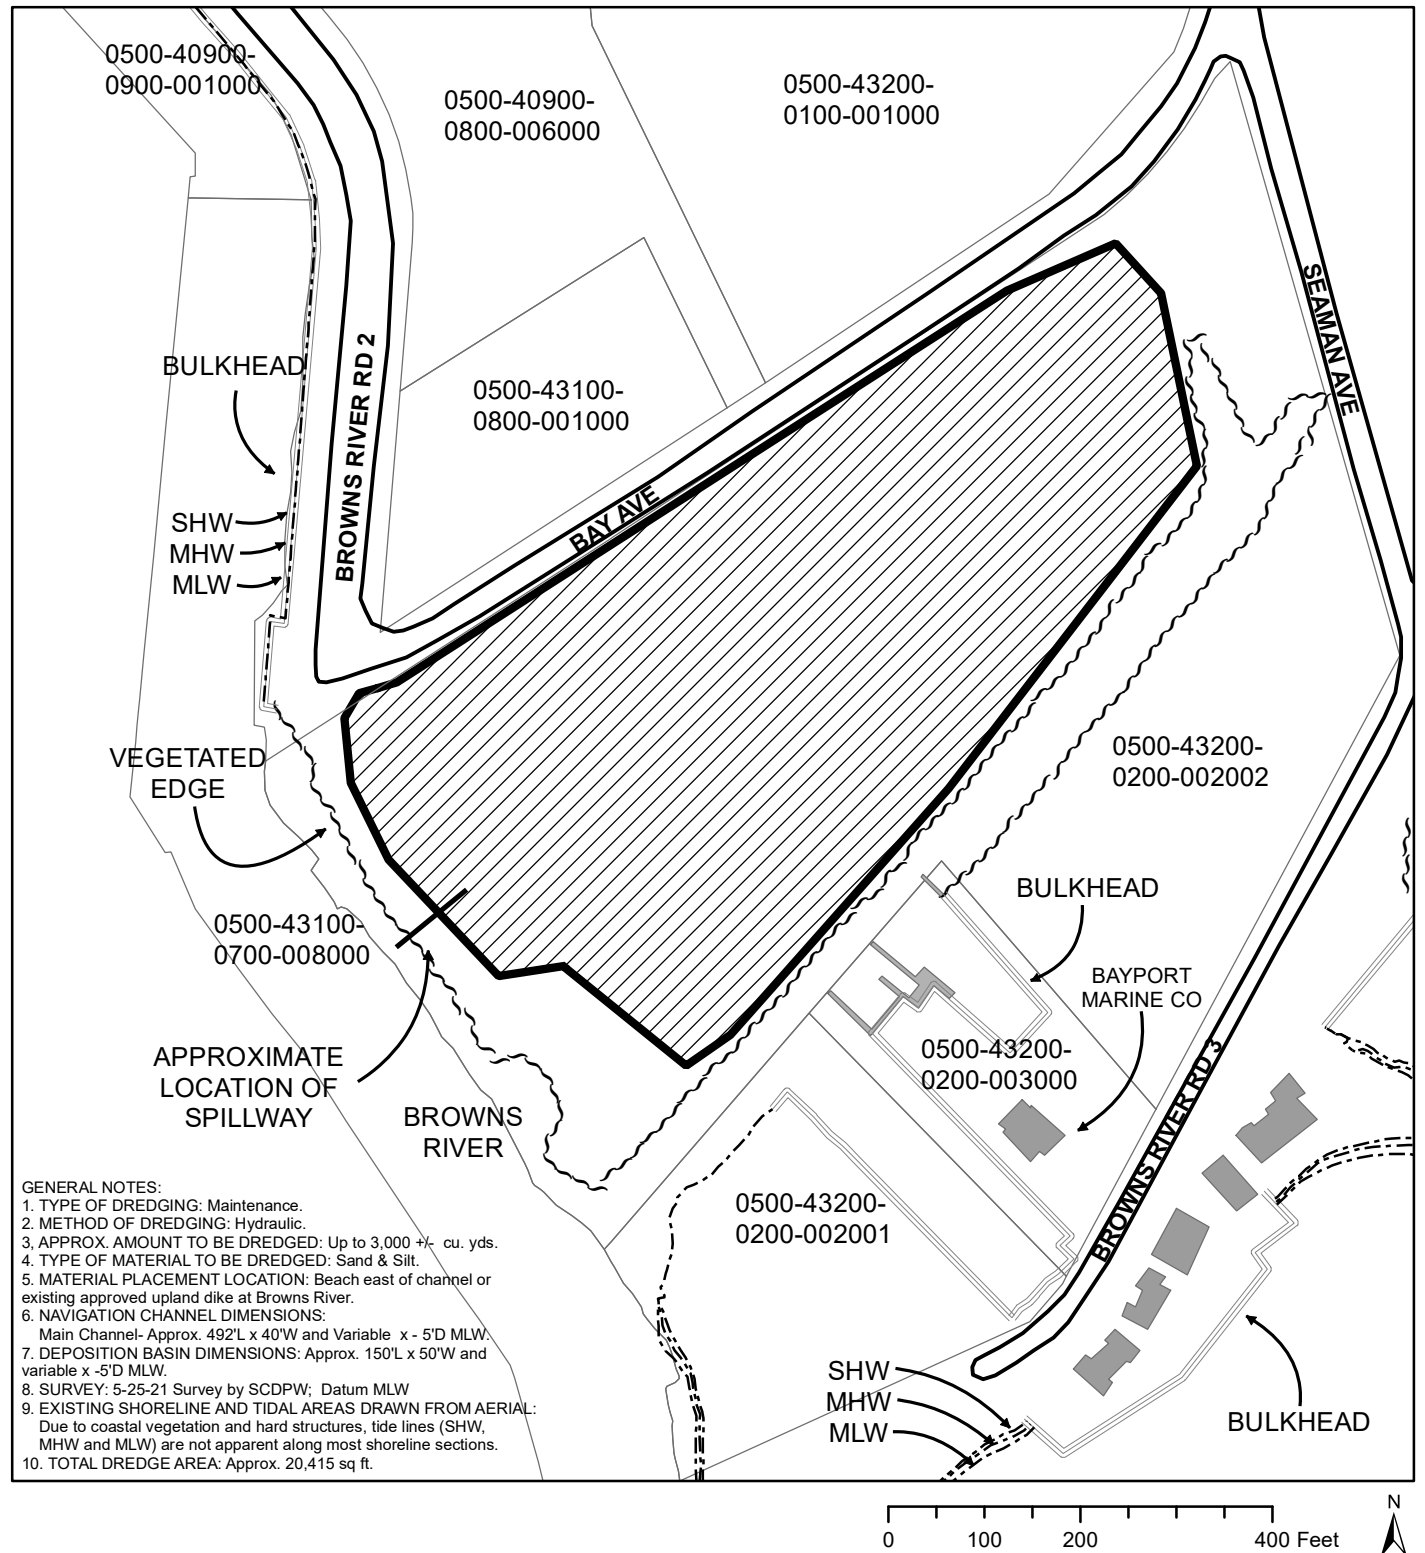 0500-40900-
0900-001000
0500-40900-
0800-006000
0500-43200-
0100-001000
SEAMAN AVE
BULKHEAD
BROWNS RIVER RD 2
0500-43100-
0800-001000
BAY AVE
SHW
MHW
MLW
VEGETATED
EDGE
0500-43200-
0200-002002
BULKHEAD
0500-43100-
0700-008000
BAYPORT
MARINE CO
APPROXIMATE
LOCATION OF
SPILLWAY
0500-43200-
0200-003000
BROWNS
RIVER
BROWNS RIVER RD 3
0500-43200-
0200-002001
GENERAL NOTES:
1. TYPE OF DREDGING: Maintenance.
2. METHOD OF DREDGING: Hydraulic.
3, APPROX. AMOUNT TO BE DREDGED: Up to 3,000 +/- cu. yds.
4. TYPE OF MATERIAL TO BE DREDGED: Sand & Silt.
5. MATERIAL PLACEMENT LOCATION: Beach east of channel or
existing approved upland dike at Browns River.
6. NAVIGATION CHANNEL DIMENSIONS:
Main Channel- Approx. 492'L x 40'W and Variable x - 5'D MLW.
7. DEPOSITION BASIN DIMENSIONS: Approx. 150'L x 50'W and
variable x -5'D MLW.
8. SURVEY: 5-25-21 Survey by SCDPW; Datum MLW
9. EXISTING SHORELINE AND TIDAL AREAS DRAWN FROM AERIAL:
Due to coastal vegetation and hard structures, tide lines (SHW,
MHW and MLW) are not apparent along most shoreline sections.
10. TOTAL DREDGE AREA: Approx. 20,415 sq ft.
SHW
MHW
MLW
BULKHEAD
0 100 200 400 Feet
N